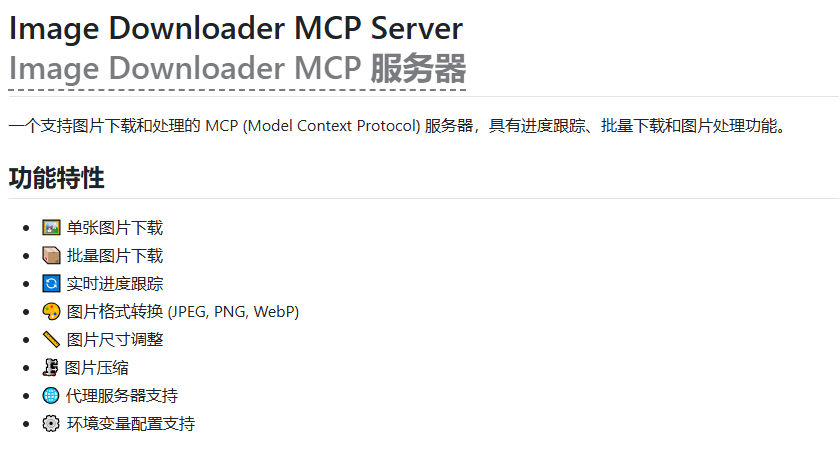 Image Downloader MCP Server
Image Downloader MCP 服务器
一个支持图片下载和处理的 MCP (Model Context Protocol) 服务器，具有进度跟踪、批量下载和图片处理功能。
功能特性
单张图片下载
批量图片下载
实时进度跟踪
图片格式转换 (JPEG, PNG, WebP)
图片尺寸调整
图片压缩
代理服务器支持
环境变量配置支持